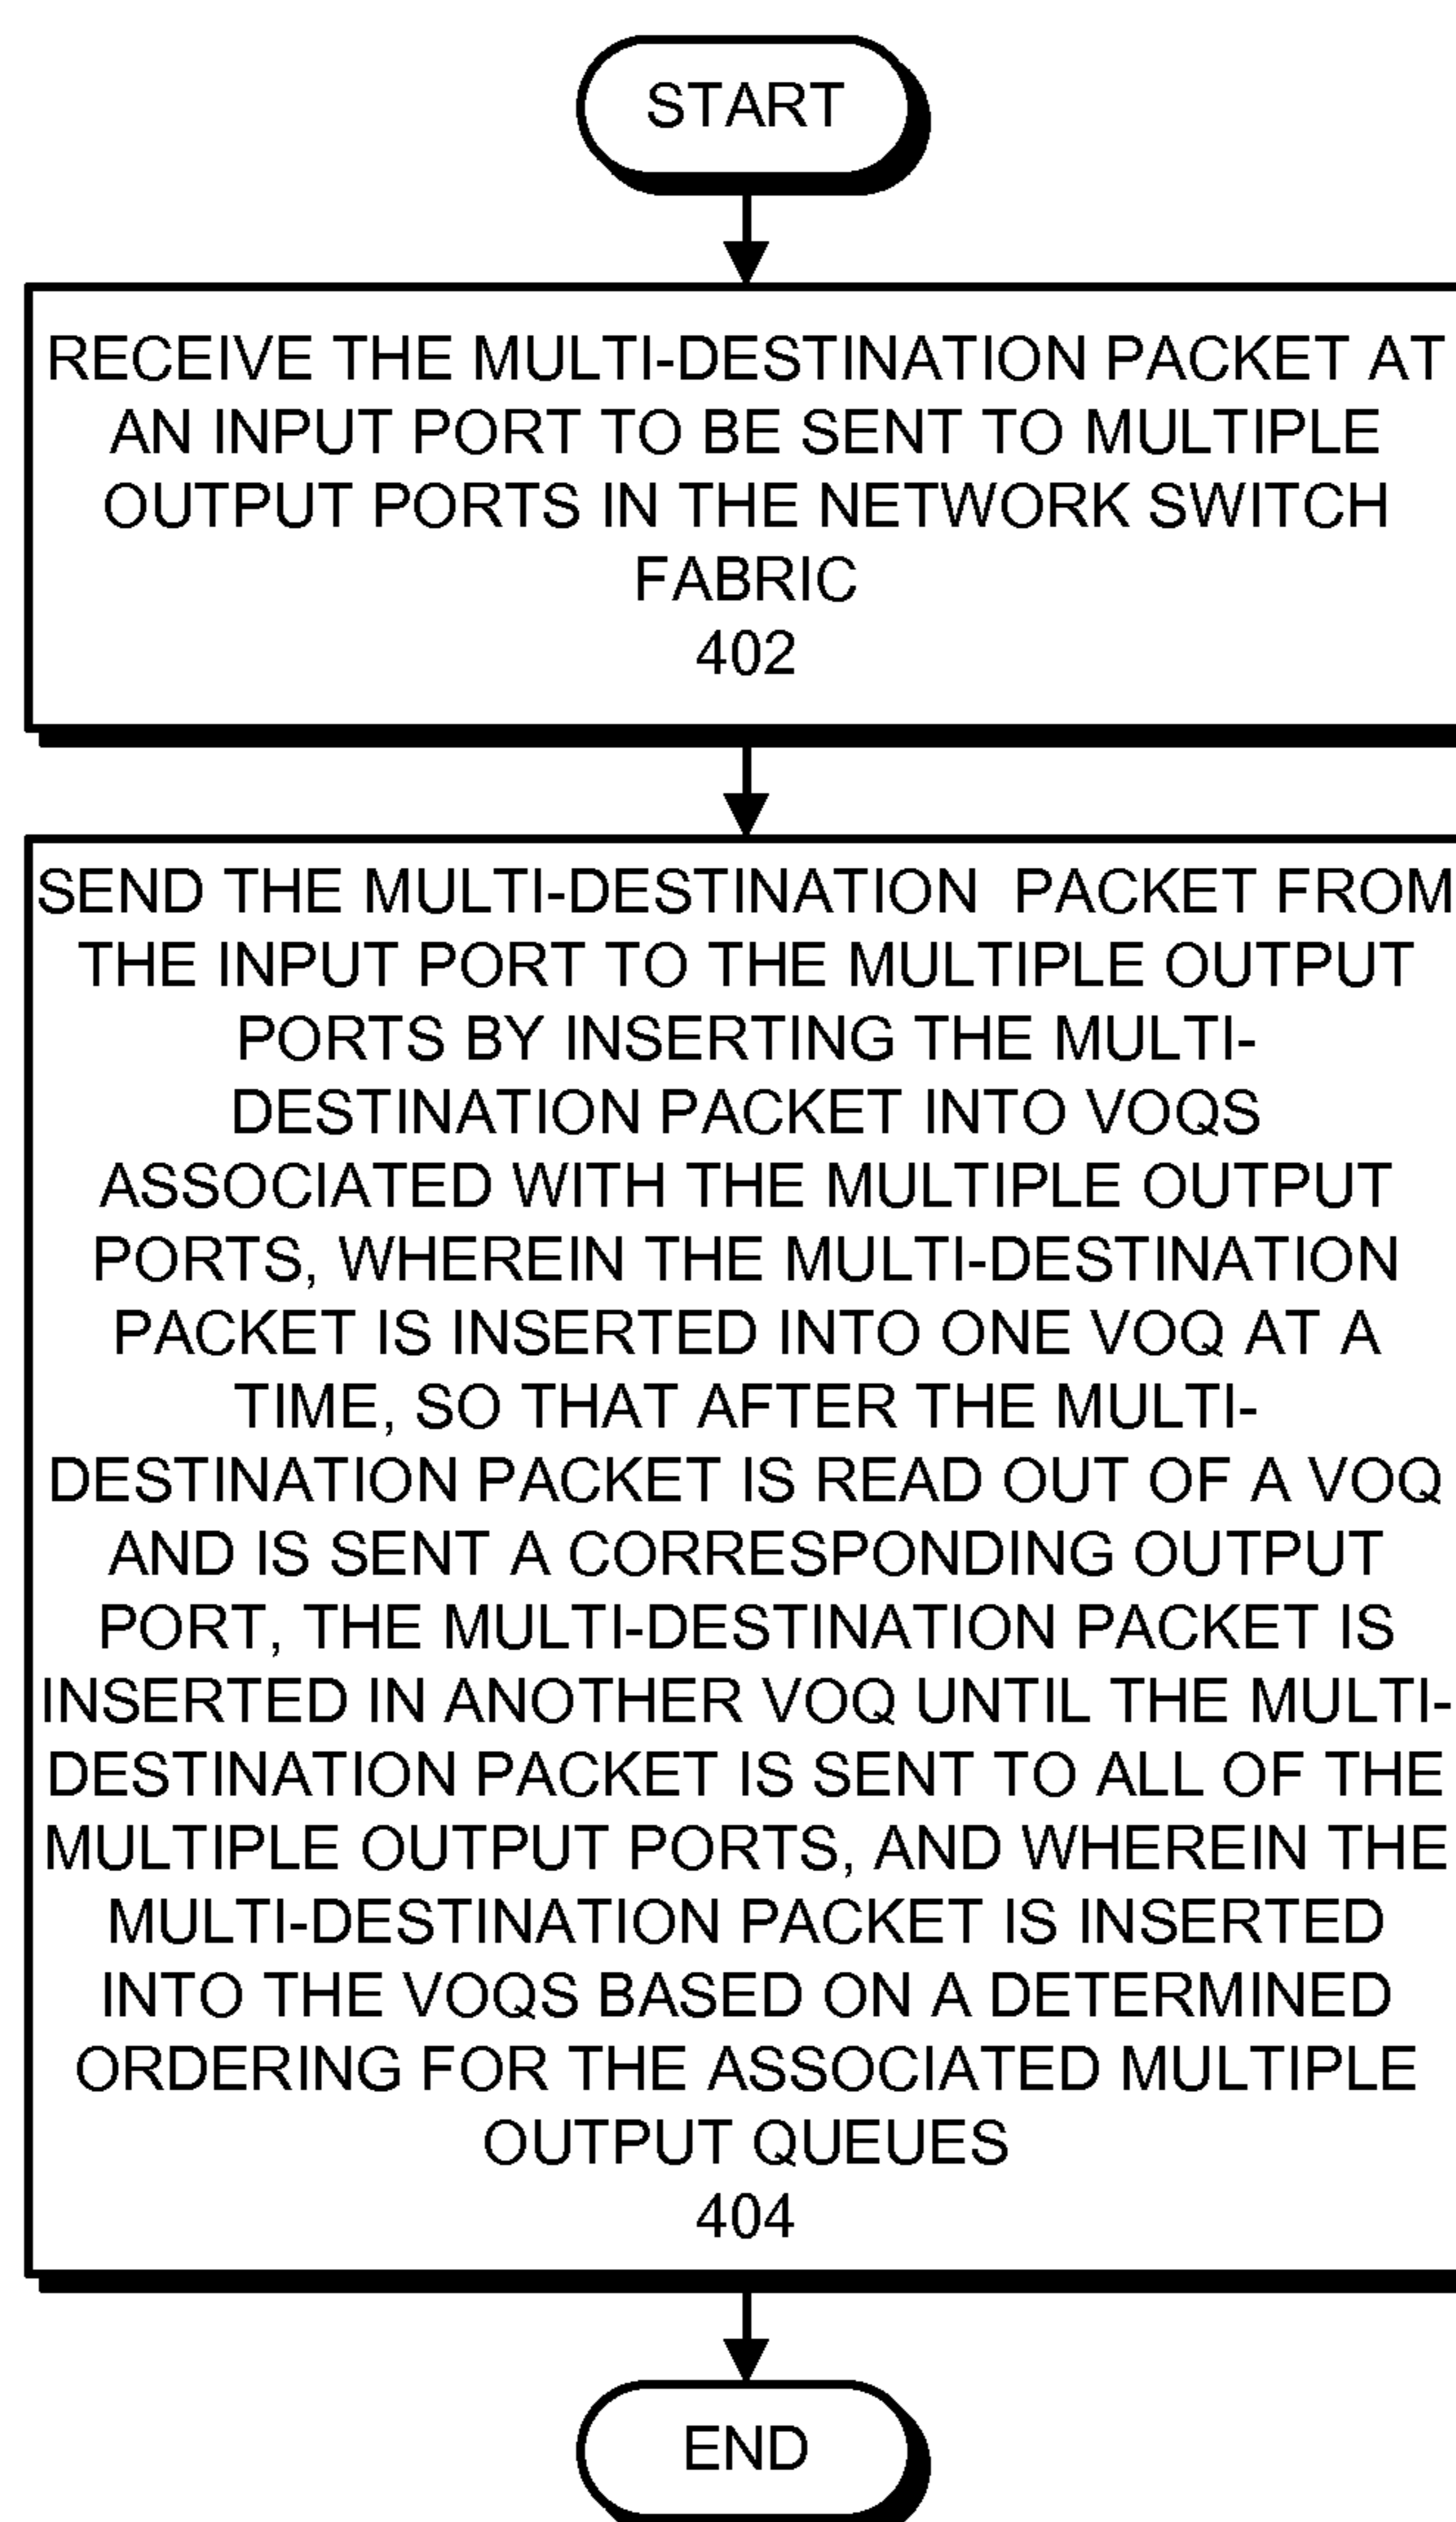 START
RECEIVE THE MULTI-DESTINATION PACKET AT
AN INPUT PORT TO BE SENT TO MULTIPLE
OUTPUT PORTS IN THE NETWORK SWITCH
FABRIC
402
SEND THE MULTI-DESTINATION PACKET FROM
THE INPUT PORT TO THE MULTIPLE OUTPUT
PORTS BY INSERTING THE MULTI-
DESTINATION PACKET INTO VOQS
ASSOCIATED WITH THE MULTIPLE OUTPUT
PORTS, WHEREIN THE MULTI-DESTINATION
PACKET IS INSERTED INTO ONE VOQ AT A
TIME, SO THAT AFTER THE MULTI-
DESTINATION PACKET IS READ OUT OF A VOQ
AND IS SENT A CORRESPONDING OUTPUT
PORT, THE MULTI-DESTINATION PACKET IS
INSERTED IN ANOTHER VOQ UNTIL THE MULTI-
DESTINATION PACKET IS SENT TO ALL OF THE
MULTIPLE OUTPUT PORTS, AND WHEREIN THE
MULTI-DESTINATION PACKET IS INSERTED
INTO THE VOQS BASED ON A DETERMINED
ORDERING FOR THE ASSOCIATED MULTIPLE
OUTPUT QUEUES
404
END